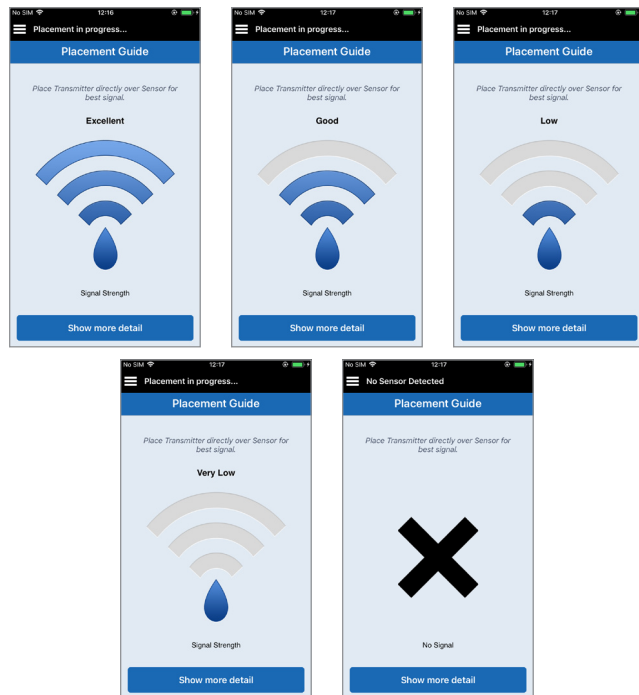 No SIM 12:16
Placement in progress...
Placement Guide
Place Transmitter directly over Sensor for
best signal.
Excellent
Signal Strength
Show more detail
No SIM 12:17
Placement in progress...
Placement Guide
Place Transmitter directly over Sensor for
best signal.
Good
Signal Strength
Show more detail
No SIM 12:17
Placement in progress...
Placement Guide
Place Transmitter directly over Sensor for
best signal.
Low
Signal Strength
Show more detail
No SIM 12:17
Placement in progress...
Placement Guide
Place Transmitter directly over Sensor for
best signal.
Very Low
Signal Strength
Show more detail
No SIM 12:17
No Sensor Detected
Placement Guide
Place Transmitter directly over Sensor for
best signal.
No Signal
Show more detail